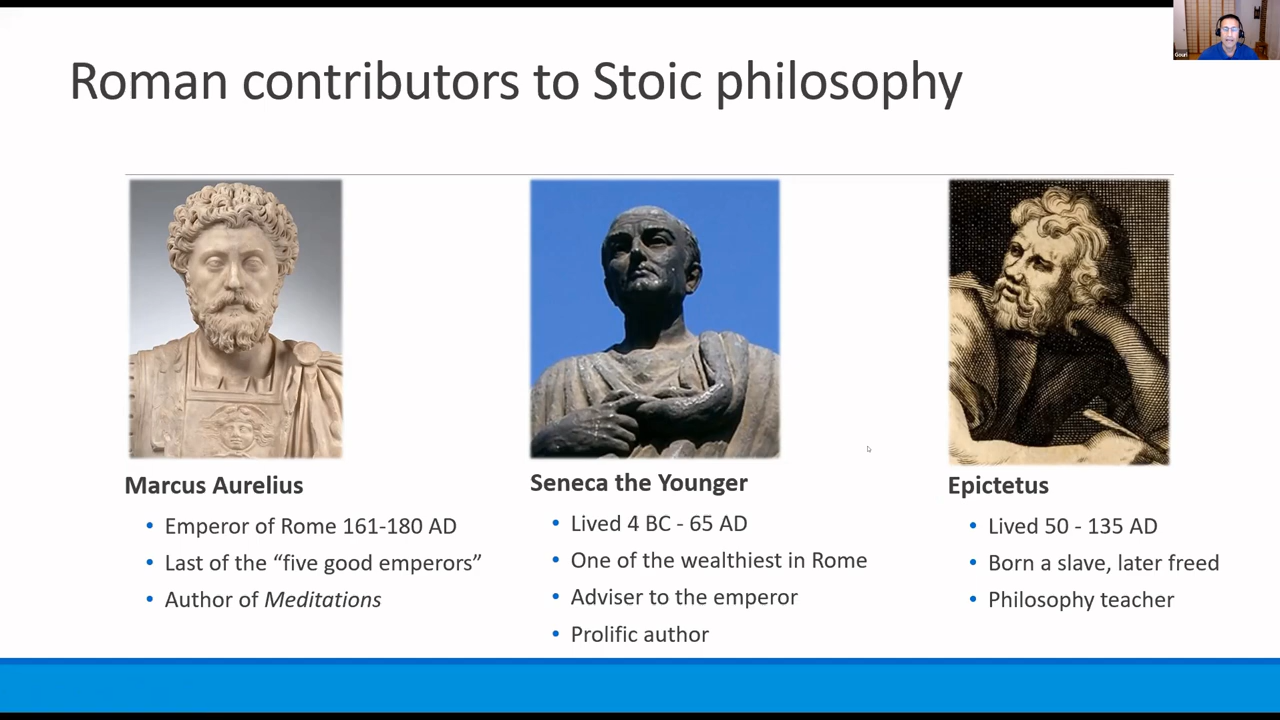 Roman contributors to Stoic philosophy
Gouri
Marcus Aurelius
• Emperor of Rome 161-180 AD
• Last of the “five good emperors”
• Author of Meditations
Seneca the Younger
• Lived 4 BC - 65 AD
• One of the wealthiest in Rome
• Adviser to the emperor
• Prolific author
Epictetus
• Lived 50 - 135 AD
• Born a slave, later freed
• Philosophy teacher